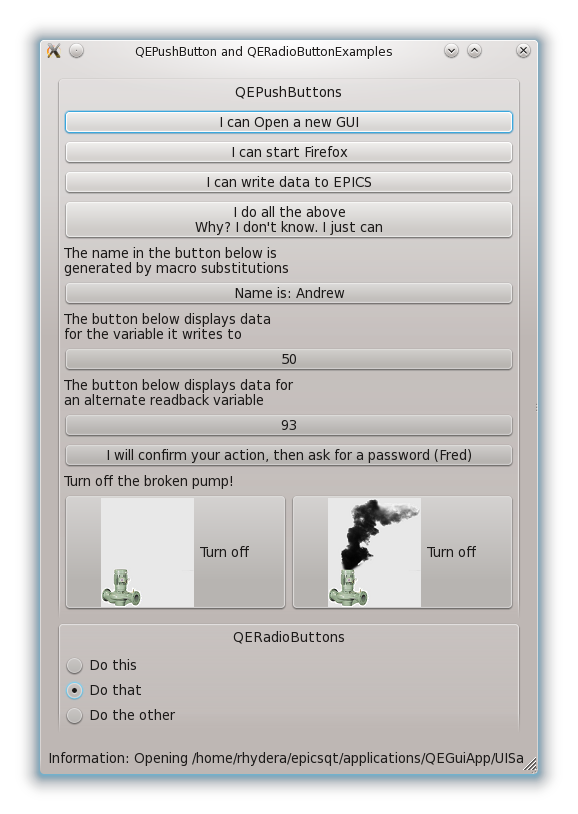 QEPushButton and QERadioButtonExamples
QEPushButtons
I can Open a new GUI
I can start Firefox
I can write data to EPICS
I do all the above
Why? I don't know. I just can
The name in the button below is
generated by macro substitutions
Name is: Andrew
The button below displays data
for the variable it writes to
50
The button below displays data for
an alternate readback variable
93
I will confirm your action, then ask for a password (Fred)
Turn off the broken pump!
Turn off
Turn off
QERadioButtons
Do this
Do that
Do the other
Information: Opening /home/rhydera/epicsqt/applications/QEGuiApp/UISa